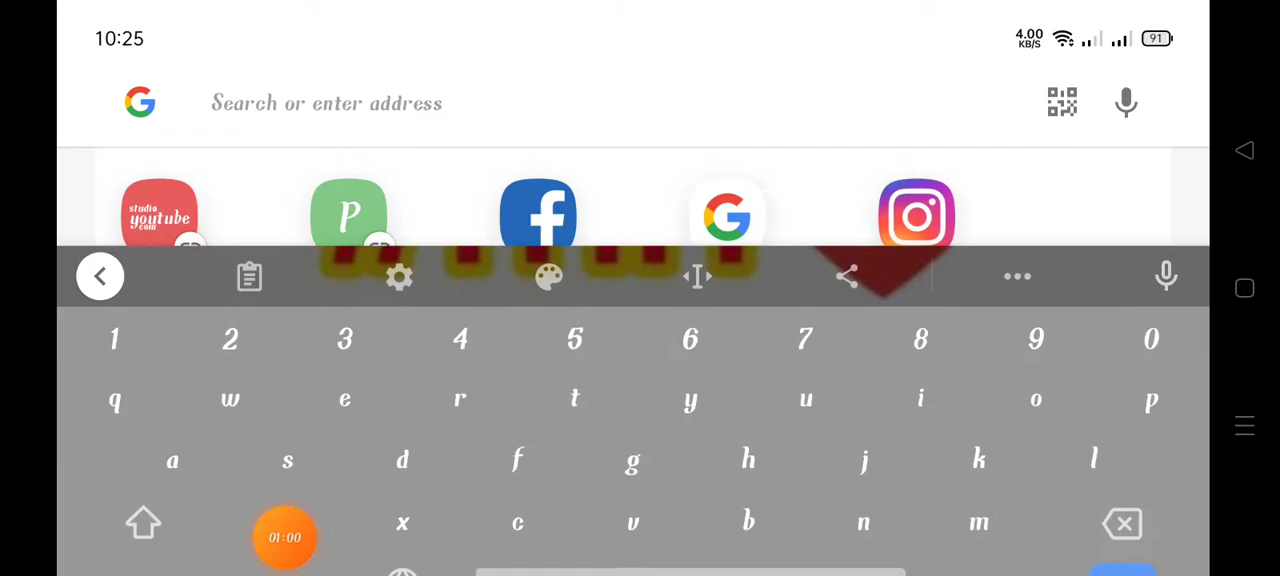 10:25
4.00
KB/S
91
Search or enter address
studio
youtube
com
P
1 2 3 4 5 6 7 8 9 0
q w e r t y u i o p
a s d f g h j k l
01:00 x c v b n m